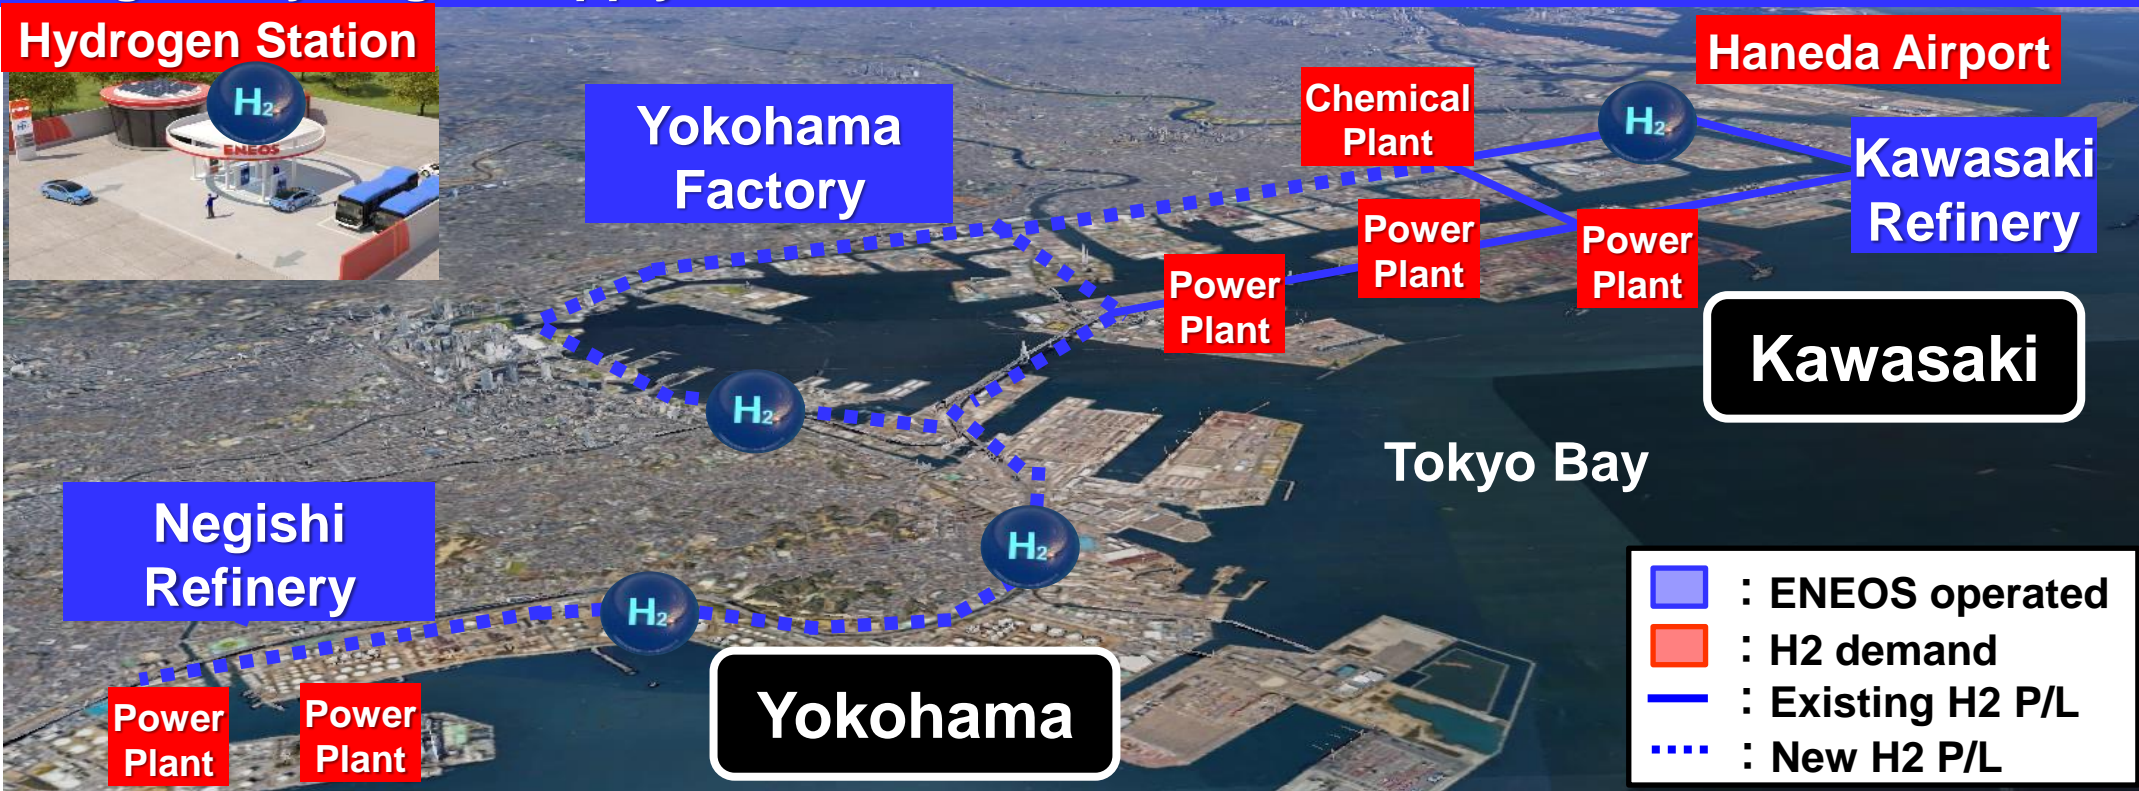 Hydrogen Station
H2
ENEOS
Haneda Airport
Chemical
Plant
H2
Yokohama
Factory
Kawasaki
Refinery
Power
Plant
Power
Plant
Power
Plant
Kawasaki
H2
Tokyo Bay
Negishi
Refinery
H2
H2
Yokohama
Power
Plant
Power
Plant
: ENEOS operated
: H2 demand
: Existing H2 P/L
: New H2 P/L